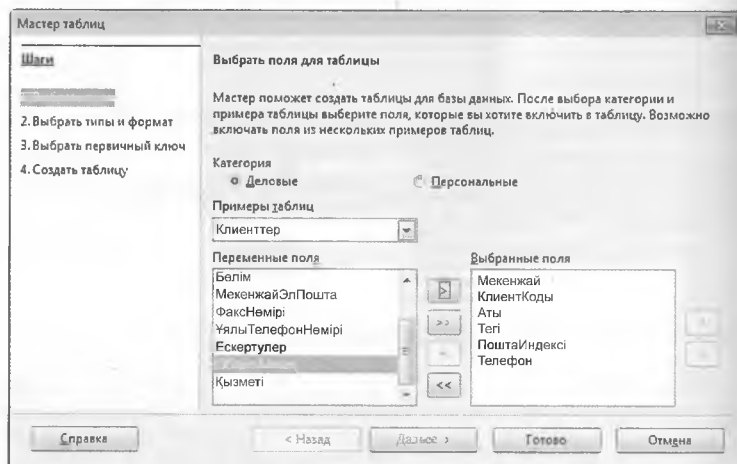 Мастер таблиц
Шаги
2. Выбрать типы и формат
3. Выбрать первичный ключ
4. Создать таблицу
Выбрать поля для таблицы
Мастер поможет создать таблицы для базы данных. После выбора категории и
примера таблицы выберите поля, которые вы хотите включить в таблицу. Возможно
включать поля из нескольких примеров таблиц.
Категория
Деловые
Персональные
Примеры таблиц
Клиенттер
Переменные поля
Бөлім
МекенжайЭлПошта
ФаксНөмірі
ҰялыТелефонНөмірі
Ескертулер
Қызметі
>
>>
<<
Выбранные поля
Мекенжай
КлиентКоды
Аты
Тегі
ПоштаИндексі
Телефон
Справка
< Назад
Далее >
Готово
Отмена